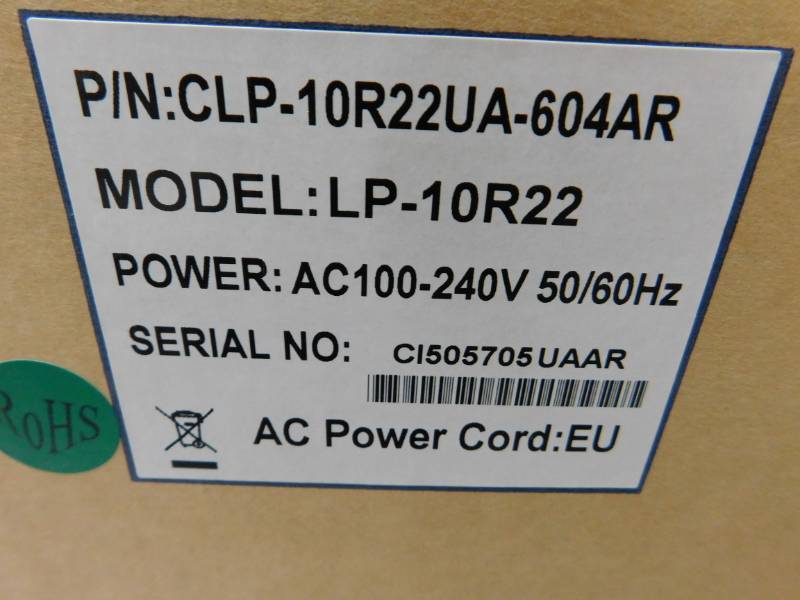 P/N:CLP-10R22UA-604AR
MODEL:LP-10R22
POWER: AC100-240V 50/60Hz
SERIAL NO: CI505705UAAR
AC Power Cord:EU
RoHS